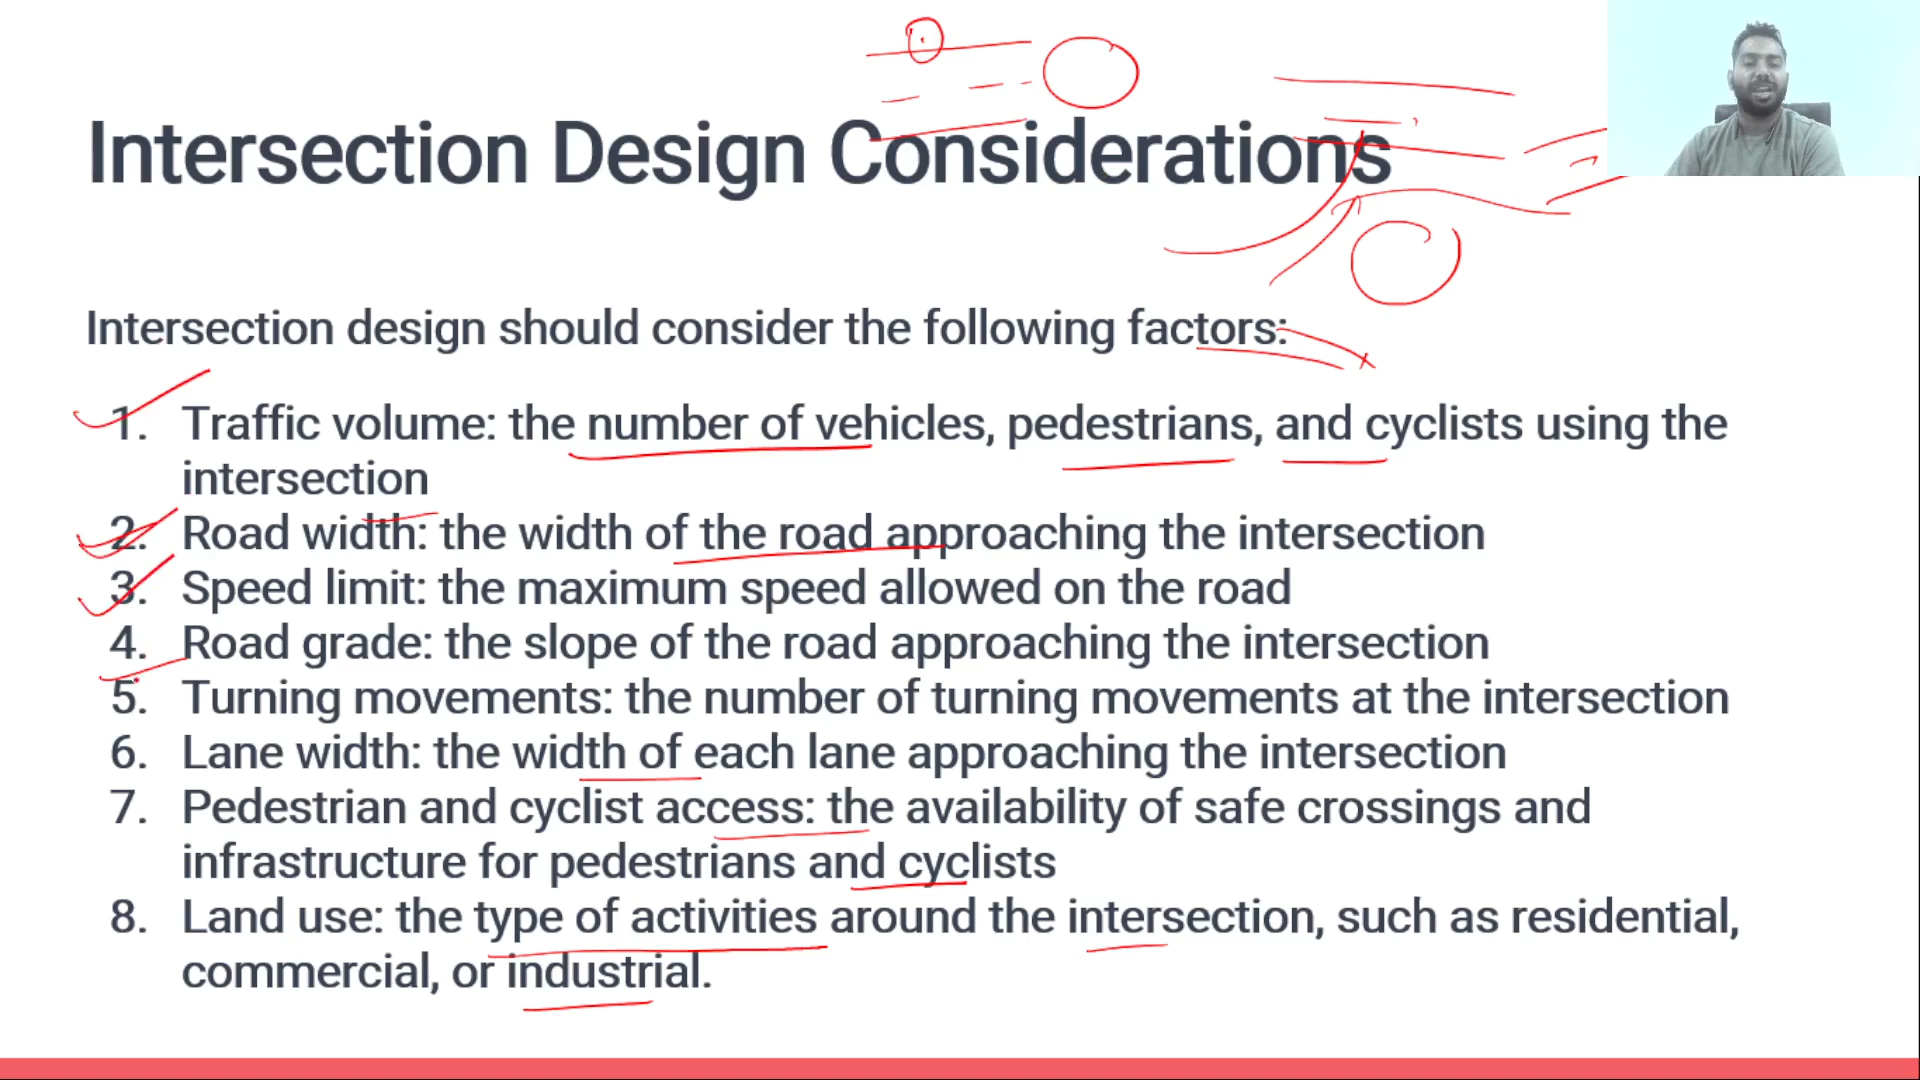 Intersection Design Considerations
Intersection design should consider the following factors:
1. Traffic volume: the number of vehicles, pedestrians, and cyclists using the
intersection
2. Road width: the width of the road approaching the intersection
3. Speed limit: the maximum speed allowed on the road
4. Road grade: the slope of the road approaching the intersection
5. Turning movements: the number of turning movements at the intersection
6. Lane width: the width of each lane approaching the intersection
7. Pedestrian and cyclist access: the availability of safe crossings and
infrastructure for pedestrians and cyclists
8. Land use: the type of activities around the intersection, such as residential,
commercial, or industrial.